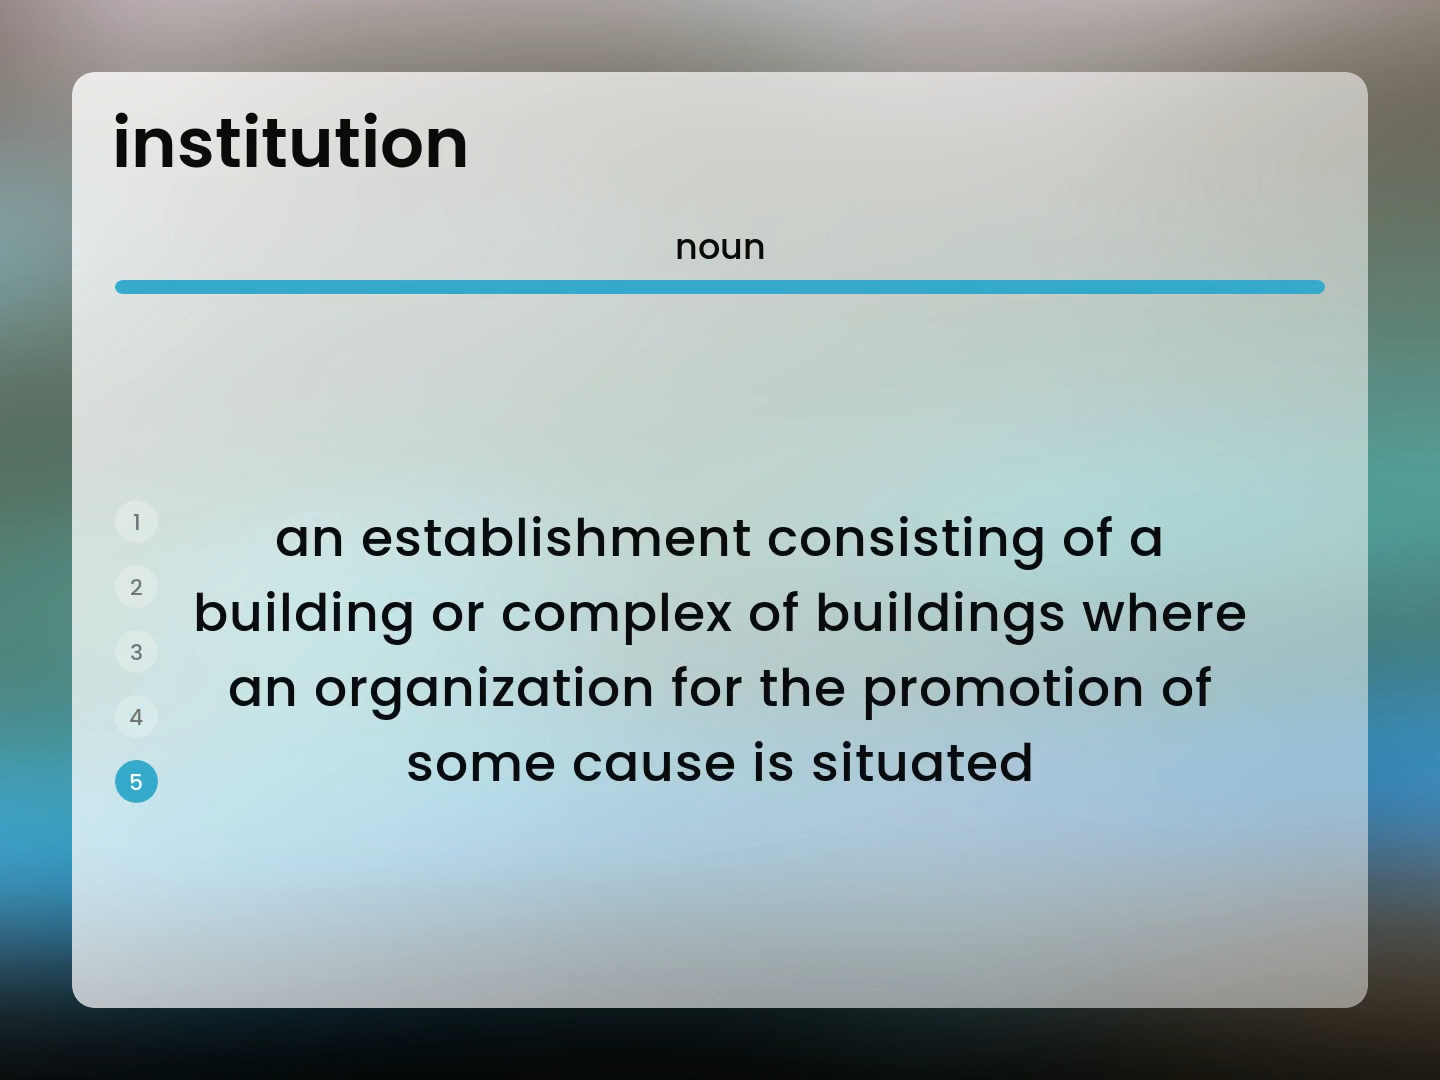 institution
noun
1
2
3
4
5
an establishment consisting of a
building or complex of buildings where
an organization for the promotion of
some cause is situated